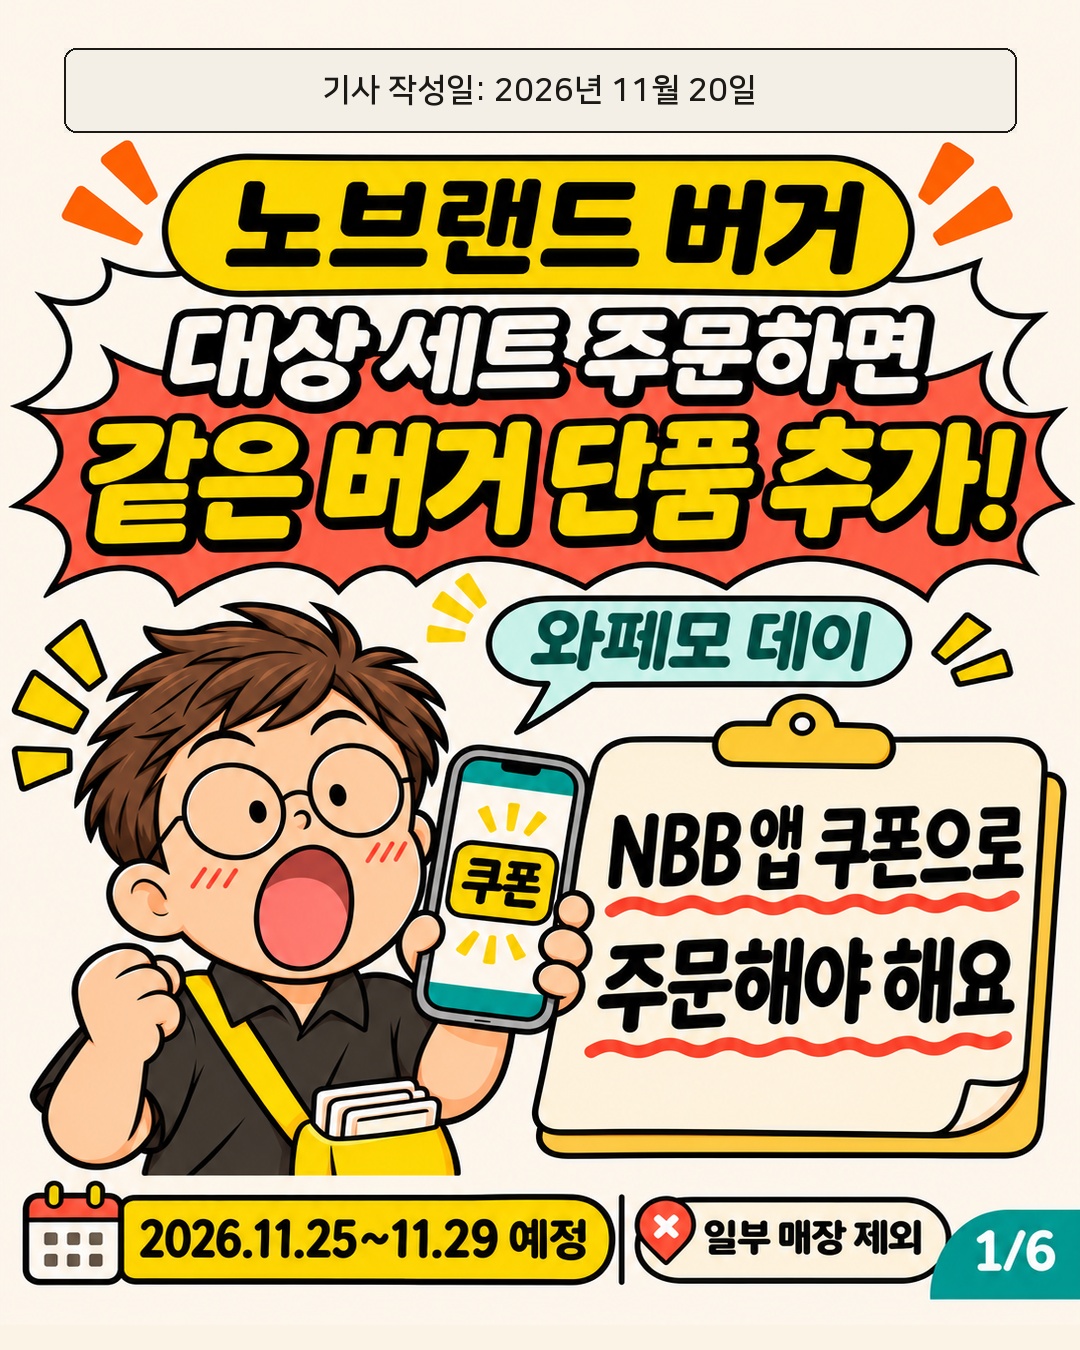 기사 작성일: 2026년 11월 20일
노브랜드 버거
대상 세트 주문하면
같은 버거 단품 추가!
와페모 데이
쿠폰
NBB 앱 쿠폰으로
주문해야 해요
2026.11.25~11.29 예정
일부 매장 제외
1/6